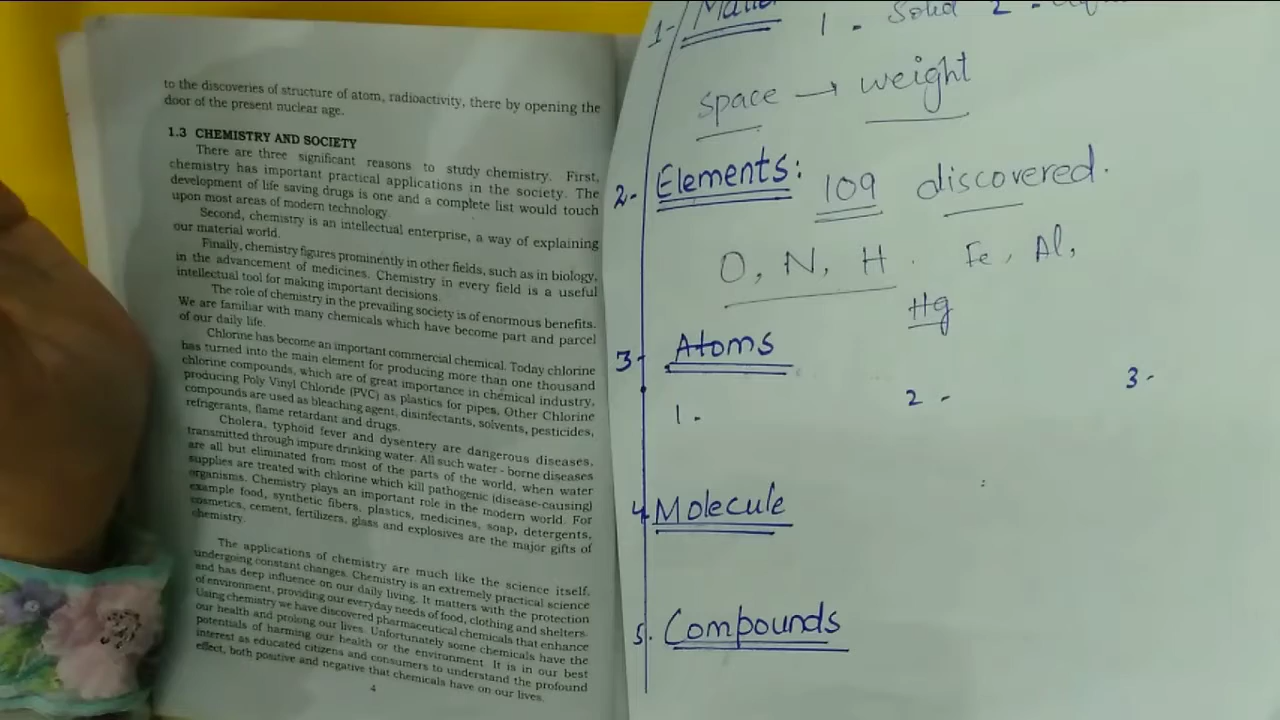 to the discoveries of structure of atom, radioactivity, there by opening the
door of the present nuclear age.
1.3 CHEMISTRY AND SOCIETY
There are three significant reasons to study chemistry. First,
chemistry has important practical applications in the society. The
development of life saving drugs is one and a complete list would touch
upon most areas of modern technology.
Second, chemistry is an intellectual enterprise, a way of explaining
our material world.
Finally, chemistry figures prominently in other fields, such as in biology,
in the advancement of medicines. Chemistry in every field is a useful
intellectual tool for making important decisions.
The role of chemistry in the prevailing society is of enormous benefits.
We are familiar with many chemicals which have become part and parcel
of our daily life.
Chlorine has become an important commercial chemical. Today chlorine
has turned into the main element for producing more than one thousand
chlorine compounds, which are of great importance in chemical industry,
producing Poly Vinyl Chloride (PVC) as plastics for pipes. Other Chlorine
compounds are used as bleaching agent, disinfectants, solvents, pesticides,
refrigerants, flame retardant and drugs.
Cholera, typhoid fever and dysentery are dangerous diseases,
transmitted through impure drinking water. All such water - borne diseases
are all but eliminated from most of the parts of the world, when water
supplies are treated with chlorine which kill pathogenic (disease-causing)
organisms. Chemistry plays an important role in the modern world. For
example food, synthetic fibers, plastics, medicines, soap, detergents,
cosmetics, cement, fertilizers, glass and explosives are the major gifts of
chemistry.
The applications of chemistry are much like the science itself,
undergoing constant changes. Chemistry is an extremely practical science
and has deep influence on our daily living. It matters with the protection
of environment, providing our everyday needs of food, clothing and shelters.
Using chemistry we have discovered pharmaceutical chemicals that enhance
our health and prolong our lives. Unfortunately some chemicals have the
potentials of harming our health or the environment. It is in our best
interest as educated citizens and consumers to understand the profound
effect, both positive and negative that chemicals have on our lives.
4
1- 1 - Solid 2 -
space → weight
2- Elements: 109 discovered.
O, N, H. Fe, Al,
Hg
3- Atoms
1 - 2 - 3 -
4 Molecule
5. Compounds